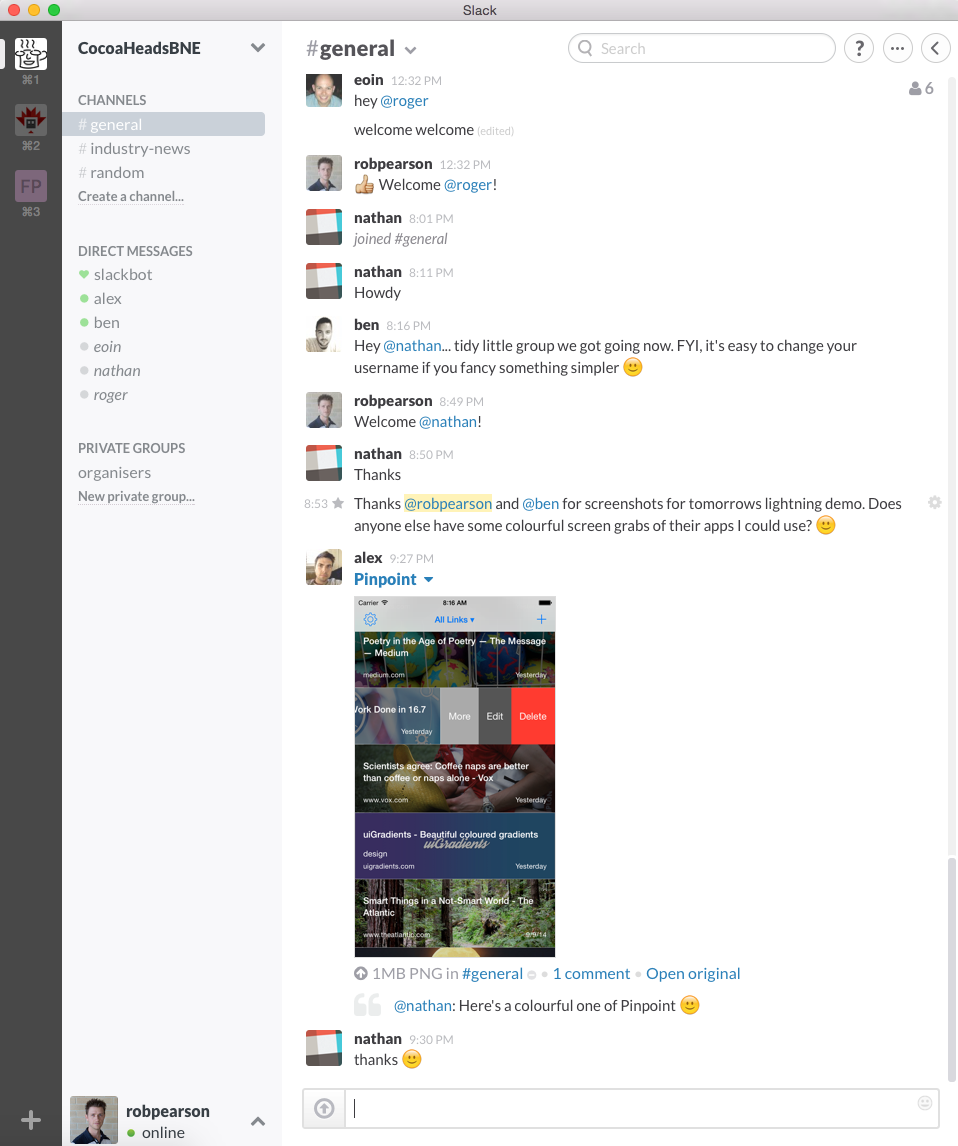 Slack
⌘1
⌘2
FP
⌘3
CocoaHeadsBNE
CHANNELS
# general
# industry-news
# random
Create a channel...
DIRECT MESSAGES
slackbot
alex
ben
eoin
nathan
roger
PRIVATE GROUPS
organisers
New private group...
robpearson
online
#general
Search
?
6
eoin 12:32 PM
hey @roger
welcome welcome (edited)
robpearson 12:32 PM
Welcome @roger!
nathan 8:01 PM
joined #general
nathan 8:11 PM
Howdy
ben 8:16 PM
Hey @nathan... tidy little group we got going now. FYI, it's easy to change your
username if you fancy something simpler
robpearson 8:49 PM
Welcome @nathan!
nathan 8:50 PM
Thanks
8:53 Thanks @robpearson and @ben for screenshots for tomorrows lightning demo. Does
anyone else have some colourful screen grabs of their apps I could use?
alex 9:27 PM
Pinpoint
Carrier 8:16 AM
All Links
Poetry in the Age of Poetry — The Message
— Medium
medium.com Yesterday
Work Done in 16.7 More Edit Delete
Yesterday
Scientists agree: Coffee naps are better
than coffee or naps alone - Vox
www.vox.com Yesterday
uiGradients - Beautiful coloured gradients
uiGradients
design
uigradients.com Yesterday
Smart Things in a Not-Smart World - The
Atlantic
www.theatlantic.com 9/9/14
1MB PNG in #general • 1 comment • Open original
@nathan: Here's a colourful one of Pinpoint
nathan 9:30 PM
thanks